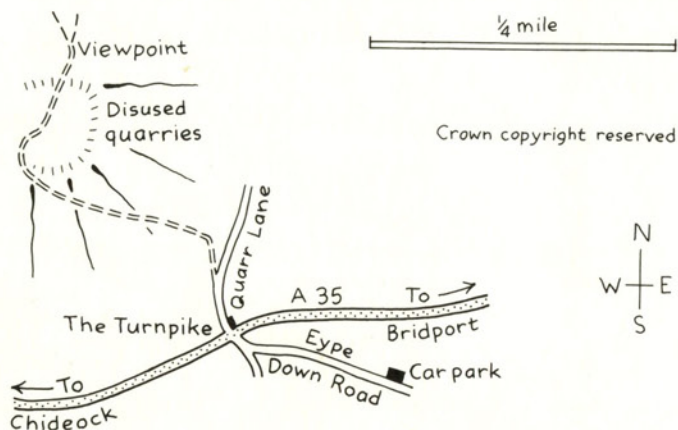 Viewpoint
¼ mile
Disused
quarries
Crown copyright reserved
Quarr Lane
N
W E
S
A 35
To
Bridport
The Turnpike
Eype
Down Road
Car park
To
Chideock